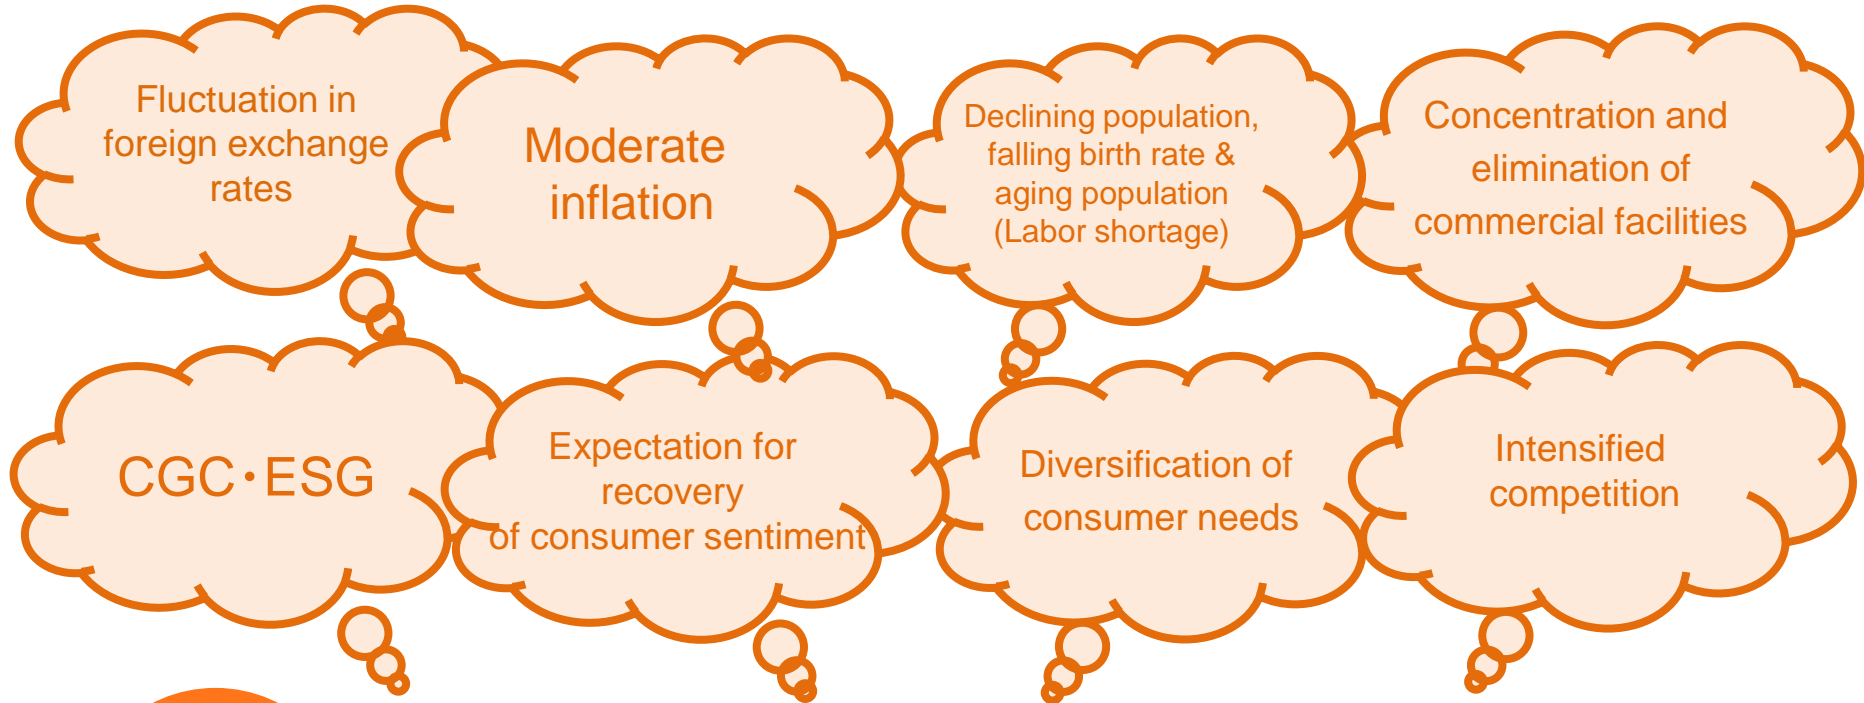 Fluctuation in
foreign exchange
rates
Moderate
inflation
Declining population,
falling birth rate &
aging population
(Labor shortage)
Concentration and
elimination of
commercial facilities
CGC・ESG
Expectation for
recovery
of consumer sentiment
Diversification of
consumer needs
Intensified
competition